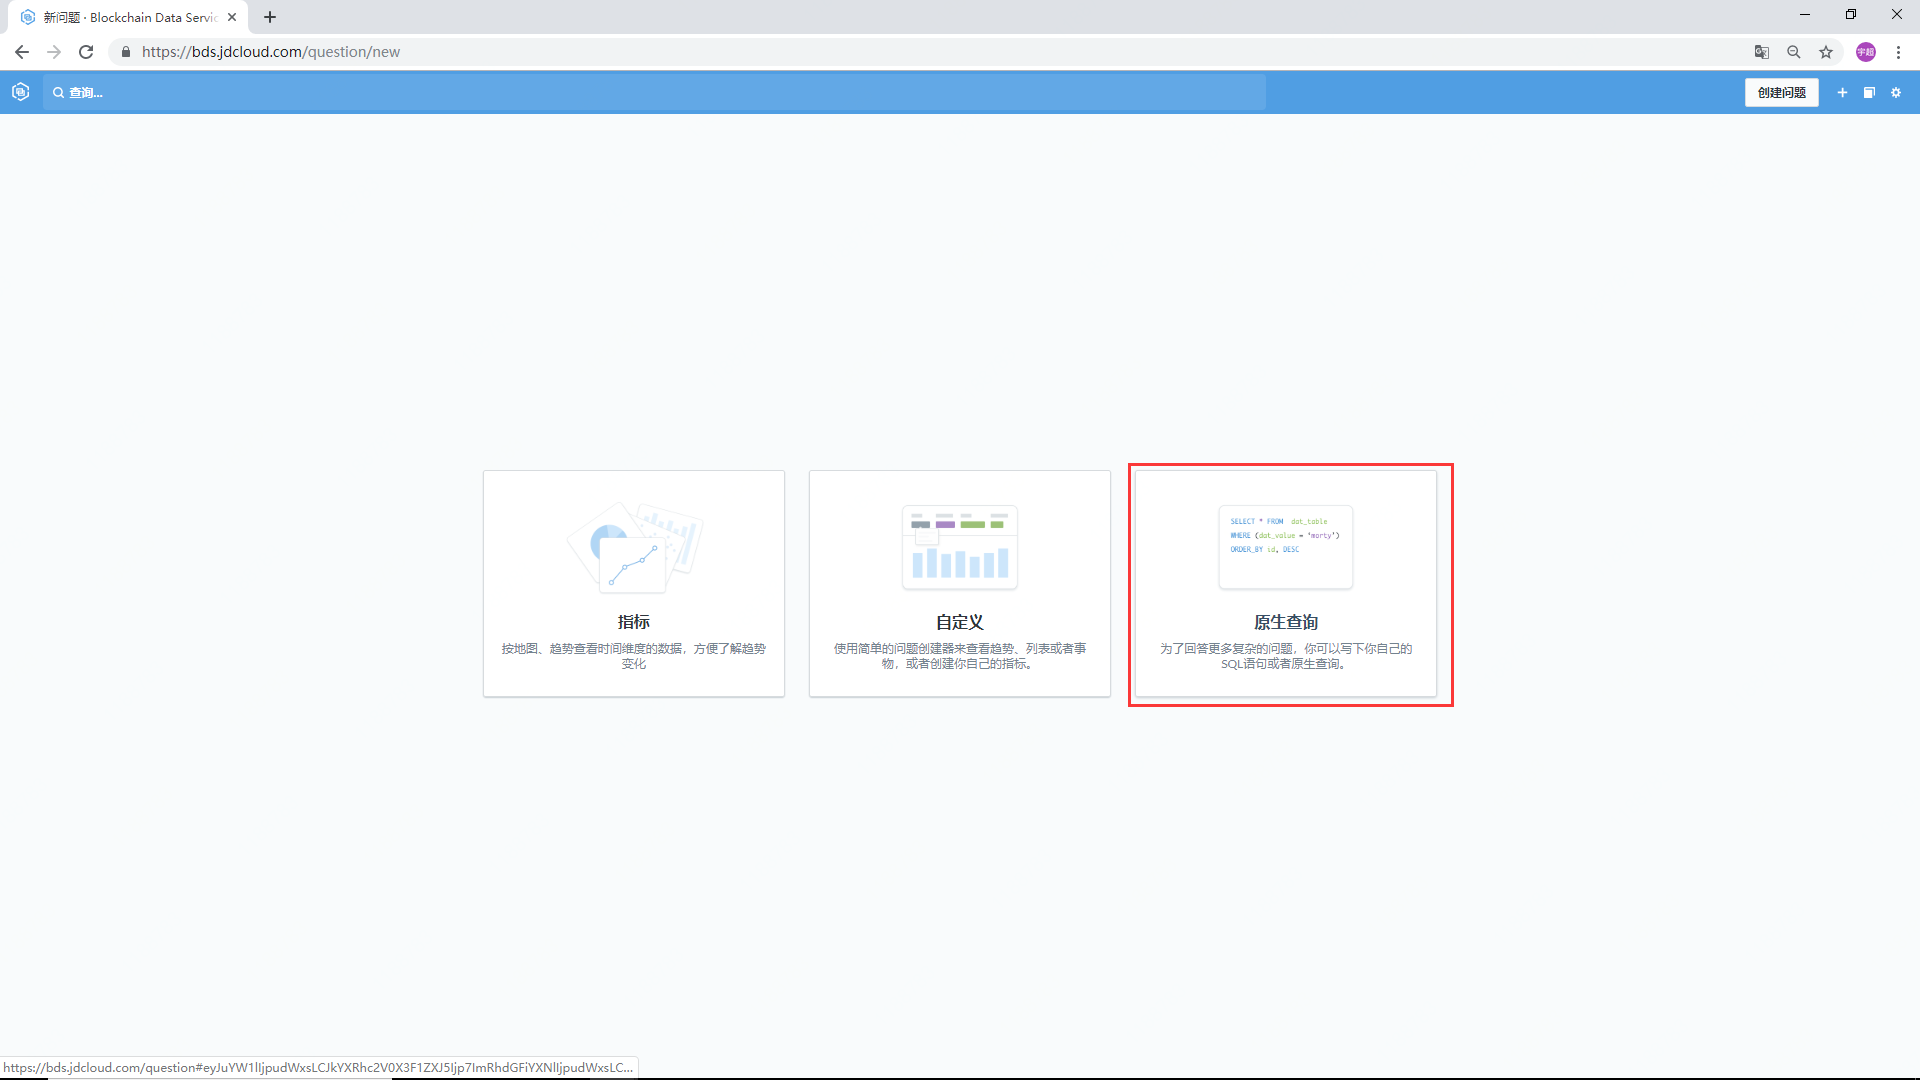 新问题 · Blockchain Data Servic
https://bds.jdcloud.com/question/new
宇超
查询...
创建问题
SELECT * FROM dot_table
WHERE (dot_value = 'morty')
ORDER_BY id, DESC
指标
按地图、趋势查看时间维度的数据，方便了解趋势
变化
自定义
使用简单的问题创建器来查看趋势、列表或者事
物，或者创建你自己的指标。
原生查询
为了回答更多复杂的问题，你可以写下你自己的
SQL语句或者原生查询。
https://bds.jdcloud.com/question#eyJuYW1lIjpudWxsLCJkYXRhc2V0X3F1ZXJ5Ijp7ImRhdGFiYXNlIjpudWxsLC...